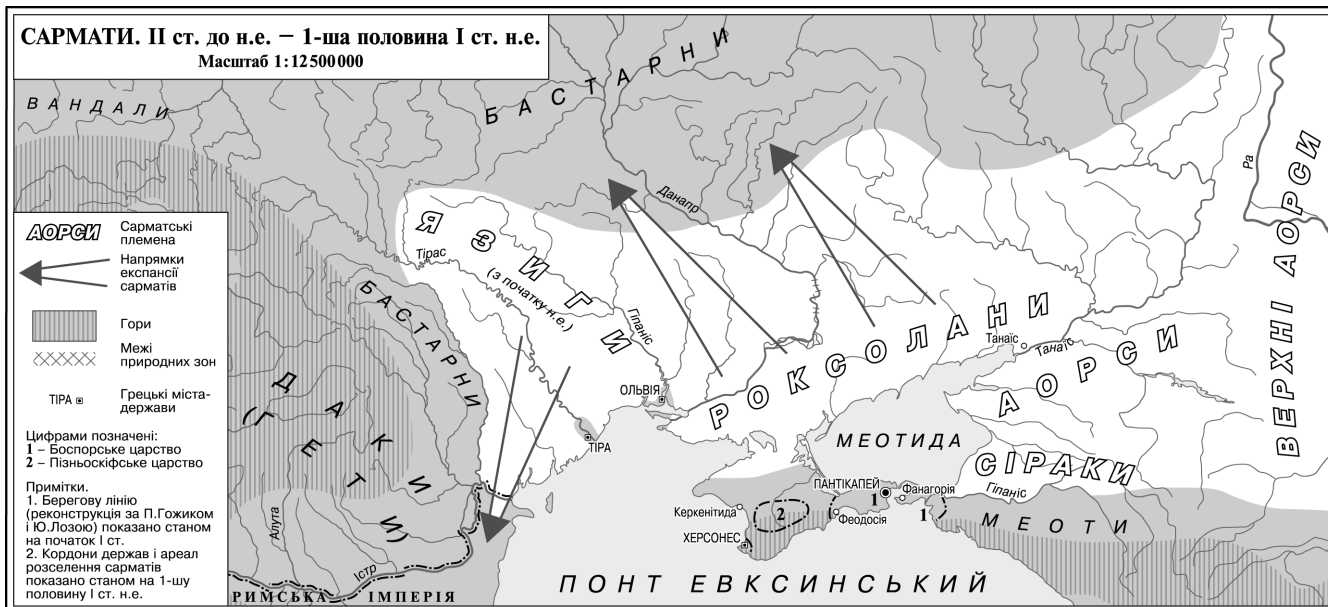 САРМАТИ. II ст. до н.е. – 1-ша половина I ст. н.е.
Масштаб 1:12500000
ВАНДАЛИ
БАСТАРНИ
Ра
ВЕРХНІ АОРСИ
Данапр
ЯЗИГИ
(з початку н.е.)
Тірас
Гіпаніс
БАСТАРНИ
ДАКИ
(ГЕТИ)
Алута
Істр
РИМСЬКА ІМПЕРІЯ
ОЛЬВІЯ
ТІРА
РОКСОЛАНИ
Танаїс
Танаїс
АОРСИ
МЕОТИДА
СІРАКИ
Гіпаніс
МЕОТИ
ПАНТІКАПЕЙ
1
Фанагорія
1
Керкенітида
2
Феодосія
ХЕРСОНЕС
ПОНТ ЕВКСИНСЬКИЙ
АОРСИ
Сарматські
племена
Напрямки
експансії
сарматів
Гори
Межі
природних зон
ТІРА
Грецькі міста-
держави
Цифрами позначені:
1 – Боспорське царство
2 – Пізньоскіфське царство
Примітки.
1. Берегову лінію
(реконструкція за П.Гожиком
і Ю.Лозою) показано станом
на початок I ст.
2. Кордони держав і ареал
розселення сарматів
показано станом на 1-шу
половину I ст. н.е.